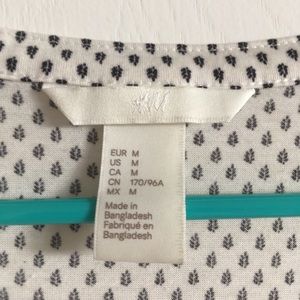 H&M
EUR M
US M
CA M
CN 170/96A
MX M
Made in
Bangladesh
Fabriqué en
Bangladesh